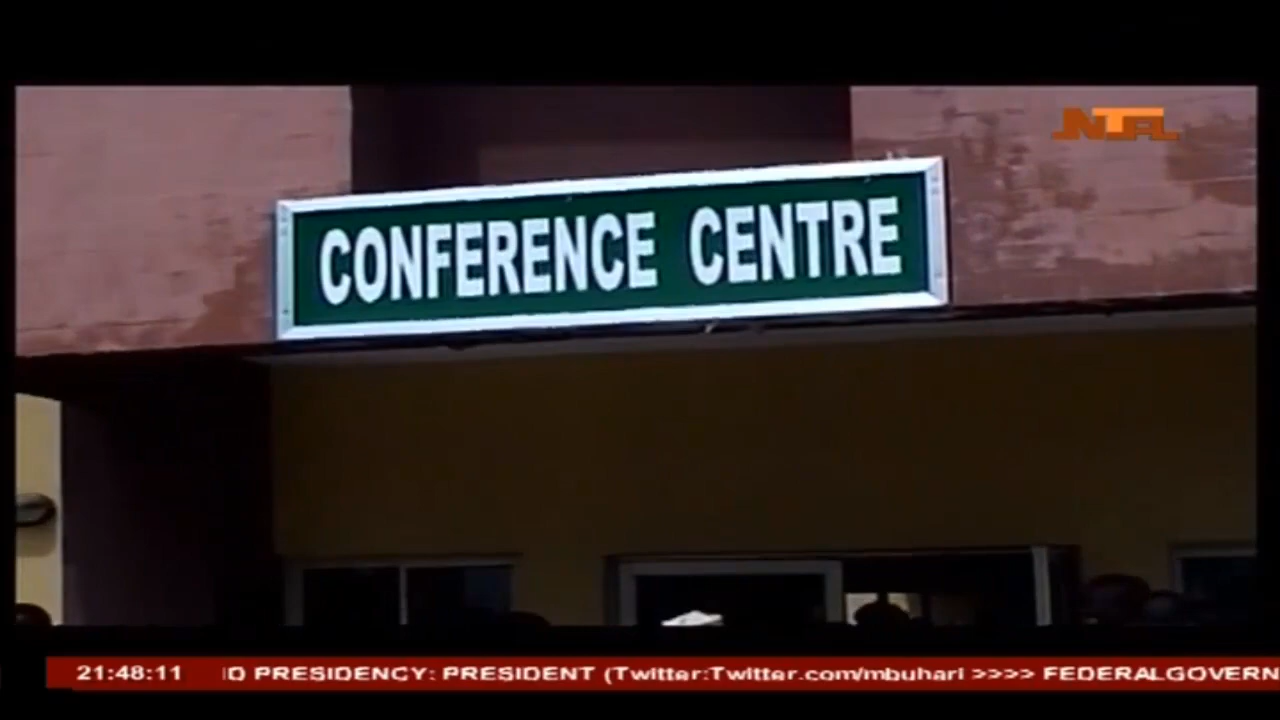 NTA
CONFERENCE CENTRE
21:48:11 D PRESIDENCY: PRESIDENT (Twitter:Twitter.com/mbuhari >>>> FEDERALGOVERN